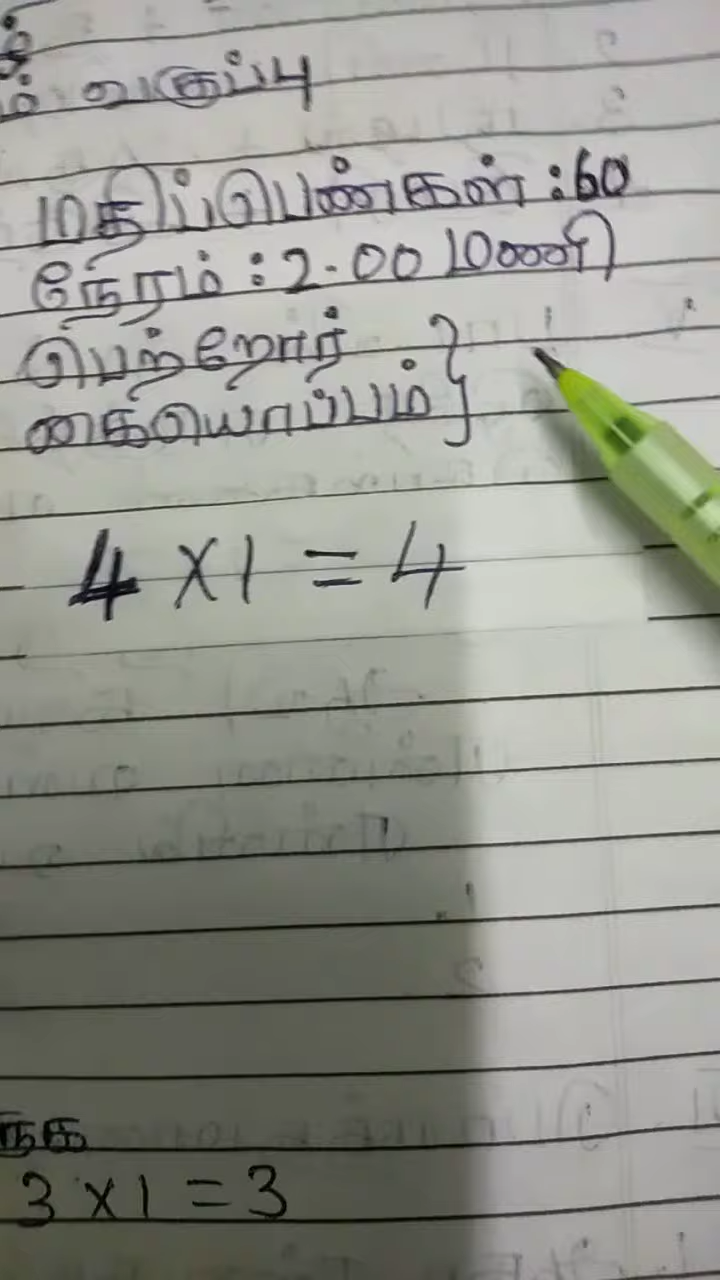 ம் வகுப்பு
மதிப்பெண்கள் : 60
நேரம் : 2.00 மணி
பெற்றோர் }
கையொப்பம்
4 × 1 = 4
3 × 1 = 3